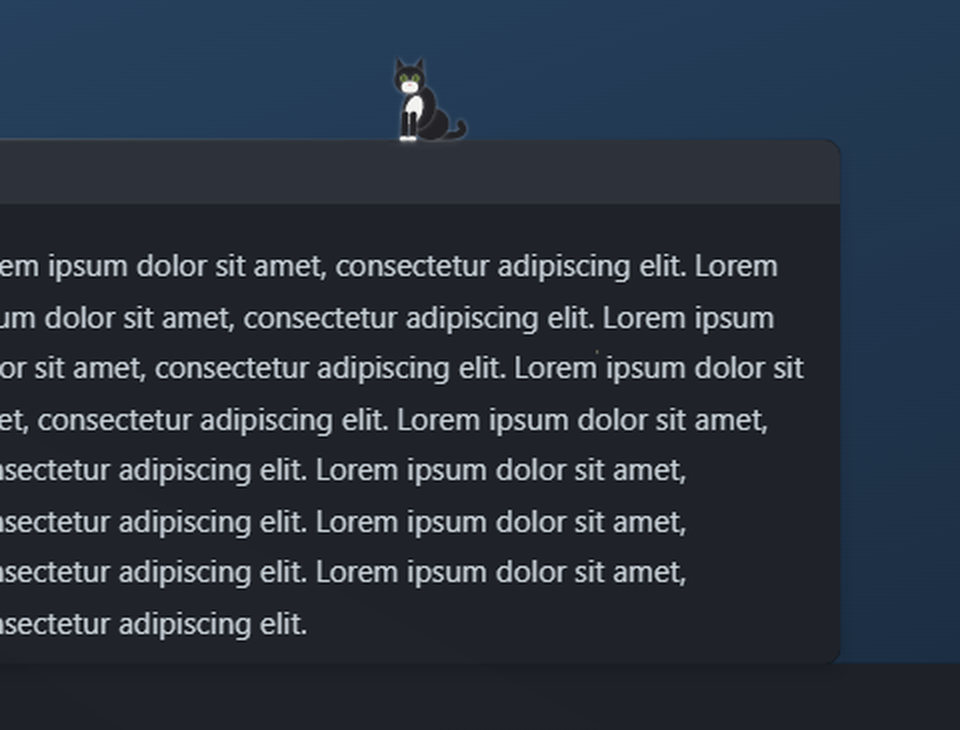 em ipsum dolor sit amet, consectetur adipiscing elit. Lorem
um dolor sit amet, consectetur adipiscing elit. Lorem ipsum
or sit amet, consectetur adipiscing elit. Lorem ipsum dolor sit
et, consectetur adipiscing elit. Lorem ipsum dolor sit amet,
nsectetur adipiscing elit. Lorem ipsum dolor sit amet,
nsectetur adipiscing elit. Lorem ipsum dolor sit amet,
nsectetur adipiscing elit. Lorem ipsum dolor sit amet,
nsectetur adipiscing elit.